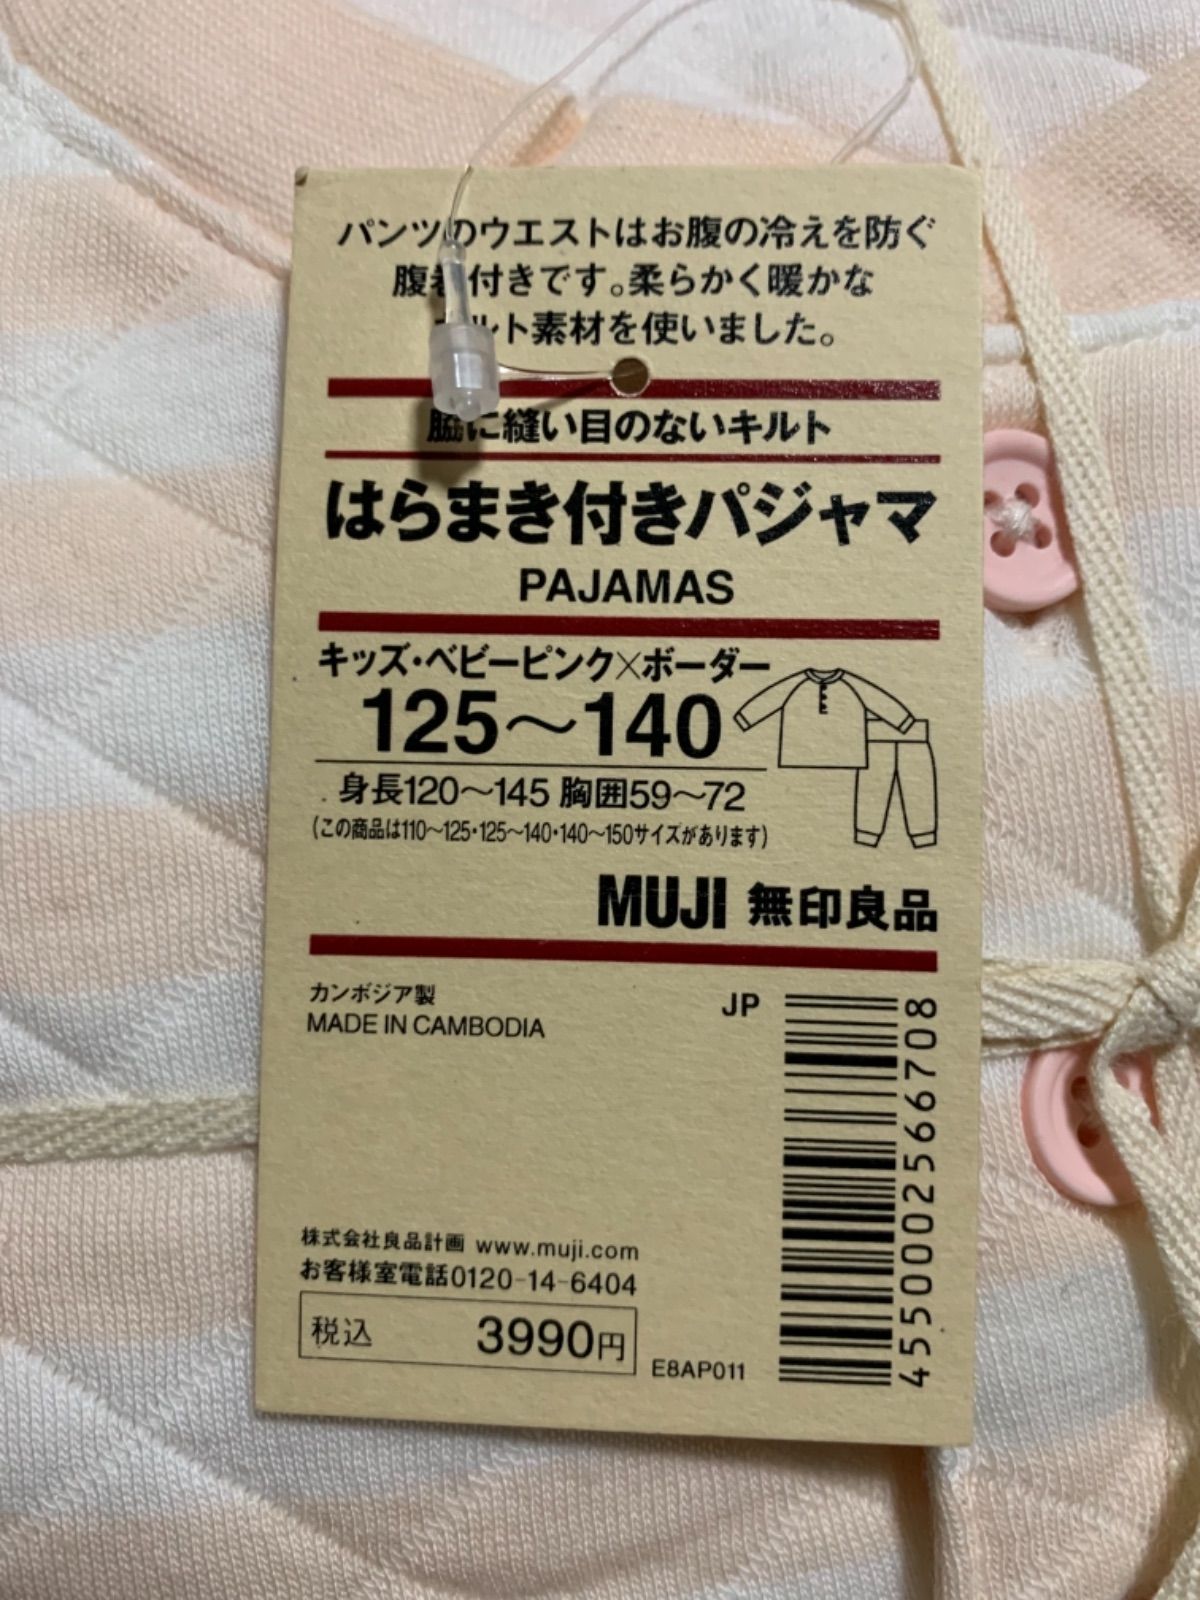 パンツのウエストはお腹の冷えを防ぐ
腹巻付きです。柔らかく暖かな
キルト素材を使いました。
脇に縫い目のないキルト
はらまき付きパジャマ
PAJAMAS
キッズ・ベビーピンク×ボーダー
125～140
身長120～145 胸囲59～72
(この商品は110～125・125～140・140～150サイズがあります)
MUJI 無印良品
カンボジア製
MADE IN CAMBODIA
JP
4550002566708
株式会社良品計画 www.muji.com
お客様室電話0120-14-6404
税込 3990円
E8AP011